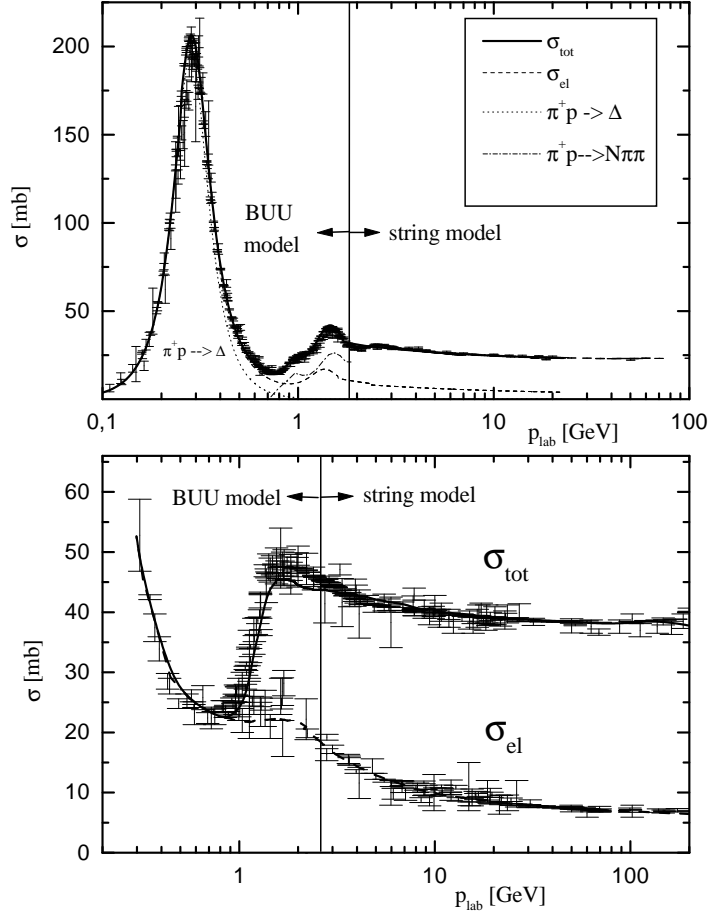 200
150
100
50
σ [mb]
σ_tot
σ_el
π⁺p -> Δ
π⁺p-->Nππ
BUU
model
string model
π⁺p --> Δ
0,1
1
10
100
p_lab [GeV]
60
50
40
30
20
10
0
σ [mb]
BUU model
string model
σ_tot
σ_el
1
10
100
p_lab [GeV]